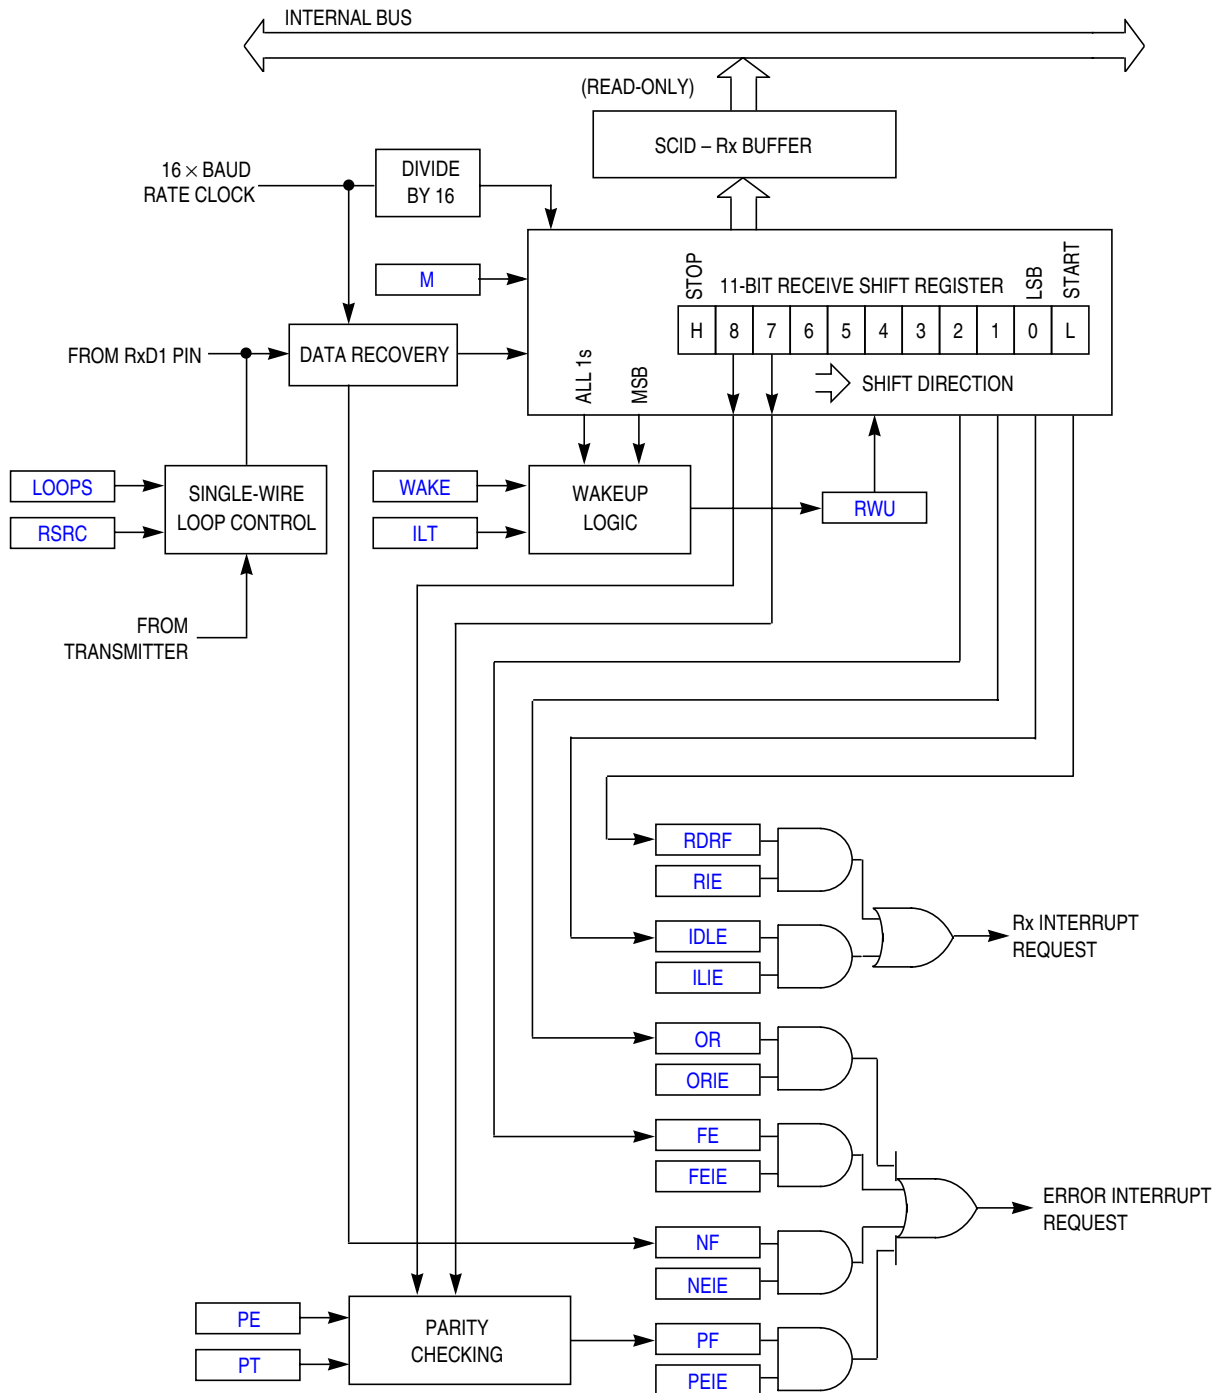 INTERNAL BUS
(READ-ONLY)
SCID – Rx BUFFER
16 × BAUD
RATE CLOCK
DIVIDE
BY 16
M
STOP
11-BIT RECEIVE SHIFT REGISTER
LSB
START
H 8 7 6 5 4 3 2 1 0 L
FROM RxD1 PIN
DATA RECOVERY
ALL 1s
MSB
SHIFT DIRECTION
LOOPS
RSRC
SINGLE-WIRE
LOOP CONTROL
WAKE
ILT
WAKEUP
LOGIC
RWU
FROM
TRANSMITTER
RDRF
RIE
IDLE
ILIE
Rx INTERRUPT
REQUEST
OR
ORIE
FE
FEIE
ERROR INTERRUPT
REQUEST
NF
NEIE
PE
PT
PARITY
CHECKING
PF
PEIE